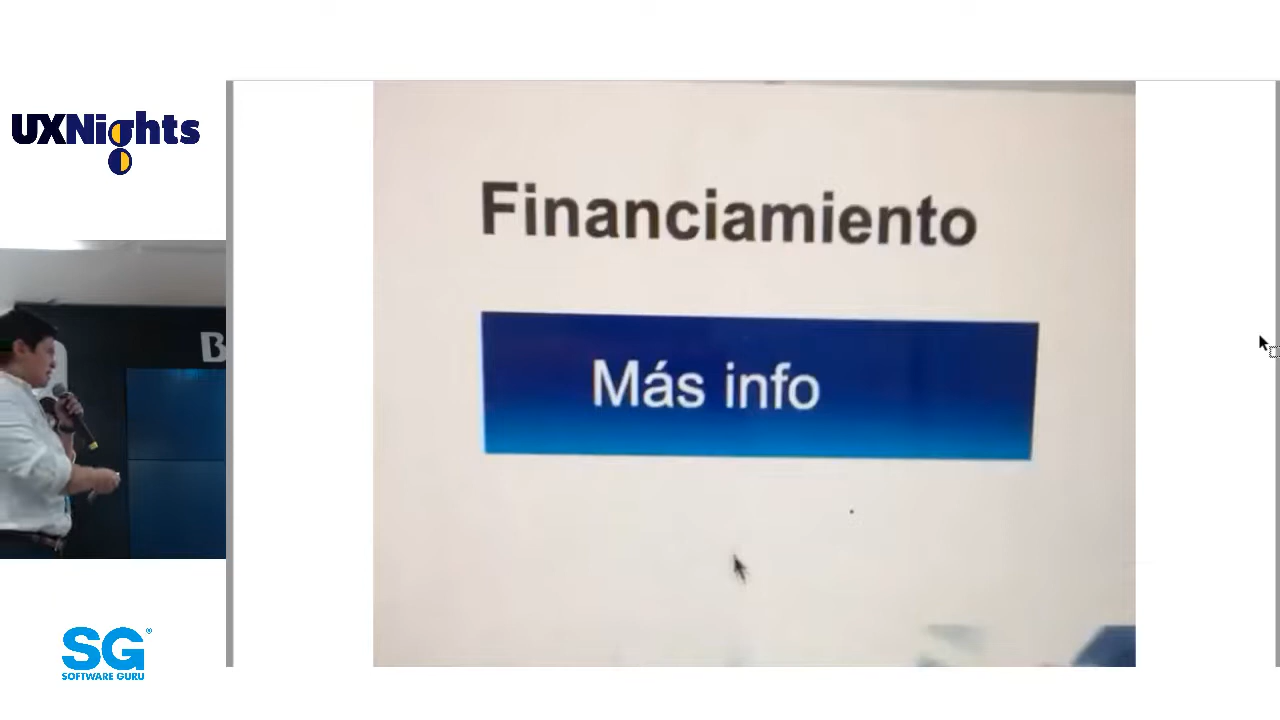 UXNights
Financiamiento
Más info
B
SG®
SOFTWARE GURU